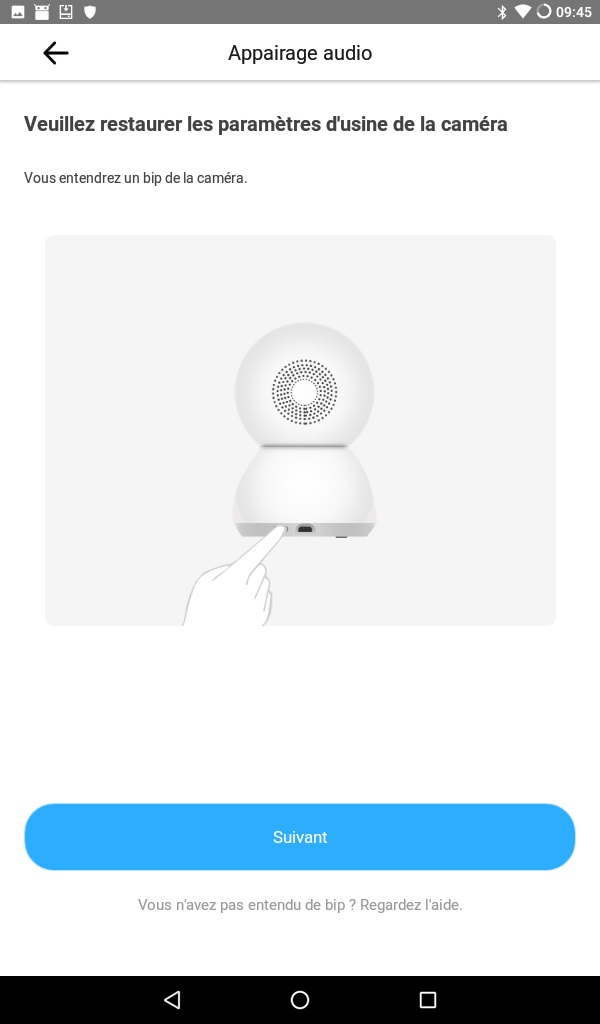 09:45
Appairage audio
Veuillez restaurer les paramètres d'usine de la caméra
Vous entendrez un bip de la caméra.
Suivant
Vous n'avez pas entendu de bip ? Regardez l'aide.